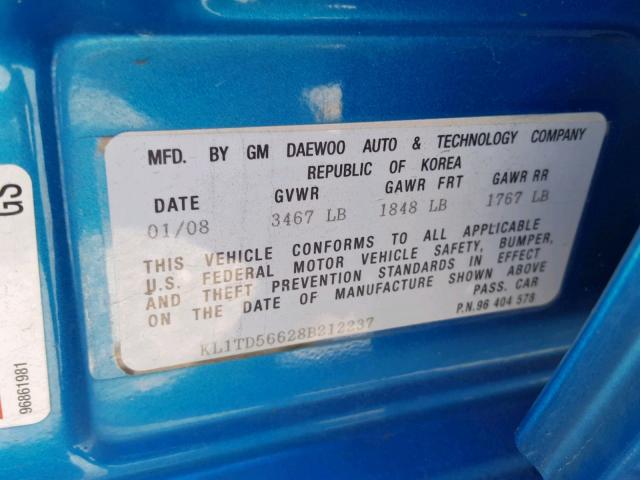 MFD. BY GM DAEWOO AUTO & TECHNOLOGY COMPANY
REPUBLIC OF KOREA
DATE GVWR GAWR FRT GAWR RR
01/08 3467 LB 1848 LB 1767 LB
THIS VEHICLE CONFORMS TO ALL APPLICABLE
U.S. FEDERAL MOTOR VEHICLE SAFETY, BUMPER,
AND THEFT PREVENTION STANDARDS IN EFFECT
ON THE DATE OF MANUFACTURE SHOWN ABOVE
PASS. CAR
P.N.96 404 578
KL1TD56628B212237
GS
96861981